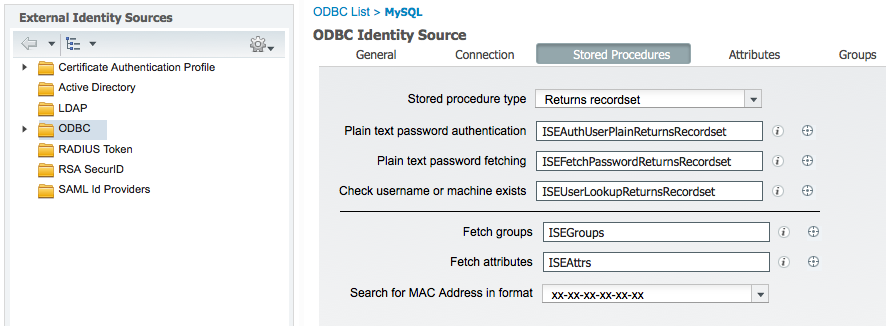 External Identity Sources
Certificate Authentication Profile
Active Directory
LDAP
ODBC
RADIUS Token
RSA SecurID
SAML Id Providers
ODBC List > MySQL
ODBC Identity Source
General Connection Stored Procedures Attributes Groups
Stored procedure type Returns recordset
Plain text password authentication ISEAuthUserPlainReturnsRecordset
Plain text password fetching ISEFetchPasswordReturnsRecordset
Check username or machine exists ISEUserLookupReturnsRecordset
Fetch groups ISEGroups
Fetch attributes ISEAttrs
Search for MAC Address in format xx-xx-xx-xx-xx-xx